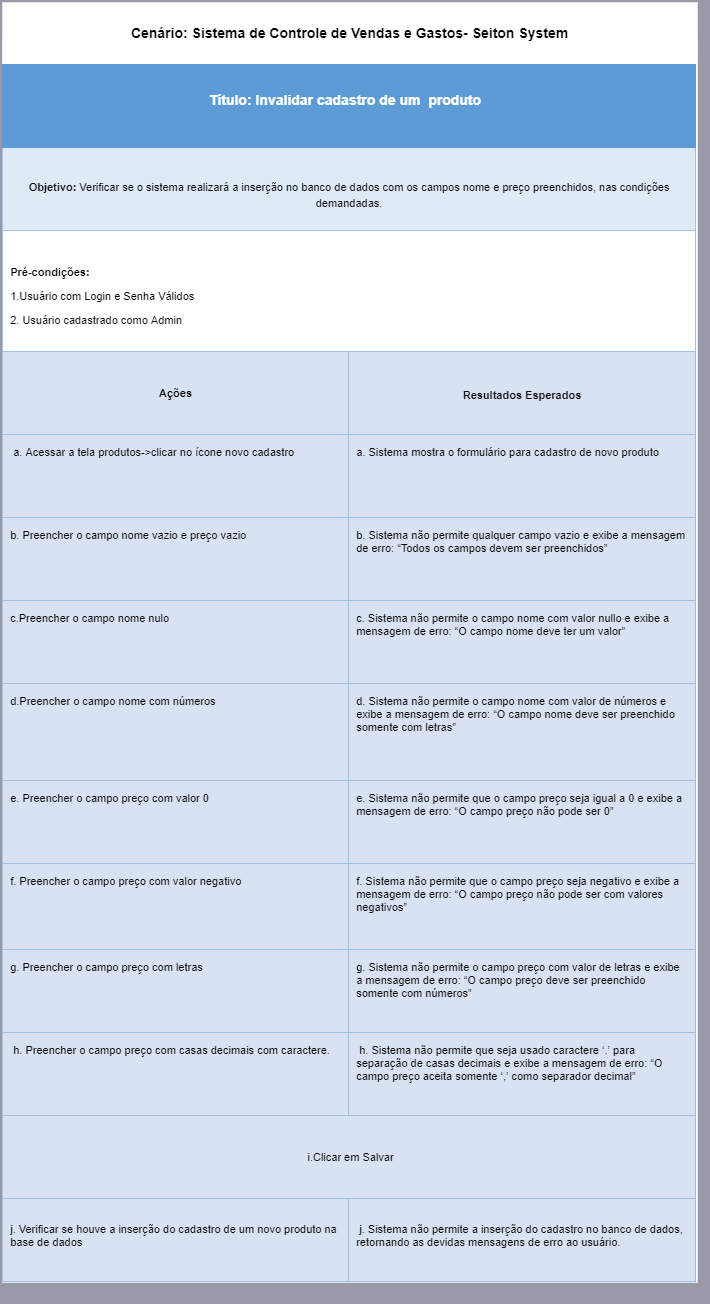 Cenário: Sistema de Controle de Vendas e Gastos- Seiton System
Título: Invalidar cadastro de um  produto
Objetivo: Verificar se o sistema realizará a inserção no banco de dados com os campos nome e preço preenchidos, nas condições
demandadas.
Pré-condições:
1.Usuário com Login e Senha Válidos
2. Usuário cadastrado como Admin
Ações
Resultados Esperados
a. Acessar a tela produtos->clicar no ícone novo cadastro
a. Sistema mostra o formulário para cadastro de novo produto
b. Preencher o campo nome vazio e preço vazio
b. Sistema não permite qualquer campo vazio e exibe a mensagem
de erro: “Todos os campos devem ser preenchidos”
c.Preencher o campo nome nulo
c. Sistema não permite o campo nome com valor nullo e exibe a
mensagem de erro: “O campo nome deve ter um valor”
d.Preencher o campo nome com números
d. Sistema não permite o campo nome com valor de números e
exibe a mensagem de erro: “O campo nome deve ser preenchido
somente com letras”
e. Preencher o campo preço com valor 0
e. Sistema não permite que o campo preço seja igual a 0 e exibe a
mensagem de erro: “O campo preço não pode ser 0”
f. Preencher o campo preço com valor negativo
f. Sistema não permite que o campo preço seja negativo e exibe a
mensagem de erro: “O campo preço não pode ser com valores
negativos”
g. Preencher o campo preço com letras
g. Sistema não permite o campo preço com valor de letras e exibe
a mensagem de erro: “O campo preço deve ser preenchido
somente com números”
h. Preencher o campo preço com casas decimais com caractere.
h. Sistema não permite que seja usado caractere ‘.’ para
separação de casas decimais e exibe a mensagem de erro: “O
campo preço aceita somente ‘,’ como separador decimal”
i.Clicar em Salvar
j. Verificar se houve a inserção do cadastro de um novo produto na
base de dados
j. Sistema não permite a inserção do cadastro no banco de dados,
retornando as devidas mensagens de erro ao usuário.